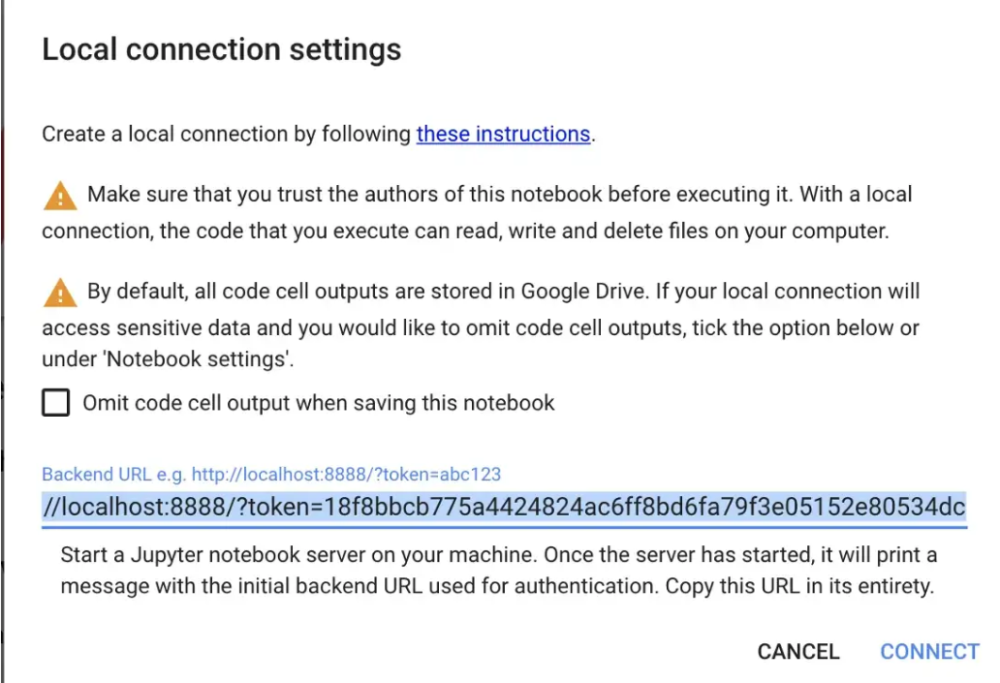 Local connection settings
Create a local connection by following these instructions.
Make sure that you trust the authors of this notebook before executing it. With a local
connection, the code that you execute can read, write and delete files on your computer.
By default, all code cell outputs are stored in Google Drive. If your local connection will
access sensitive data and you would like to omit code cell outputs, tick the option below or
under 'Notebook settings'.
Omit code cell output when saving this notebook
Backend URL e.g. http://localhost:8888/?token=abc123
//localhost:8888/?token=18f8bbcb775a4424824ac6ff8bd6fa79f3e05152e80534dc
Start a Jupyter notebook server on your machine. Once the server has started, it will print a
message with the initial backend URL used for authentication. Copy this URL in its entirety.
CANCEL CONNECT